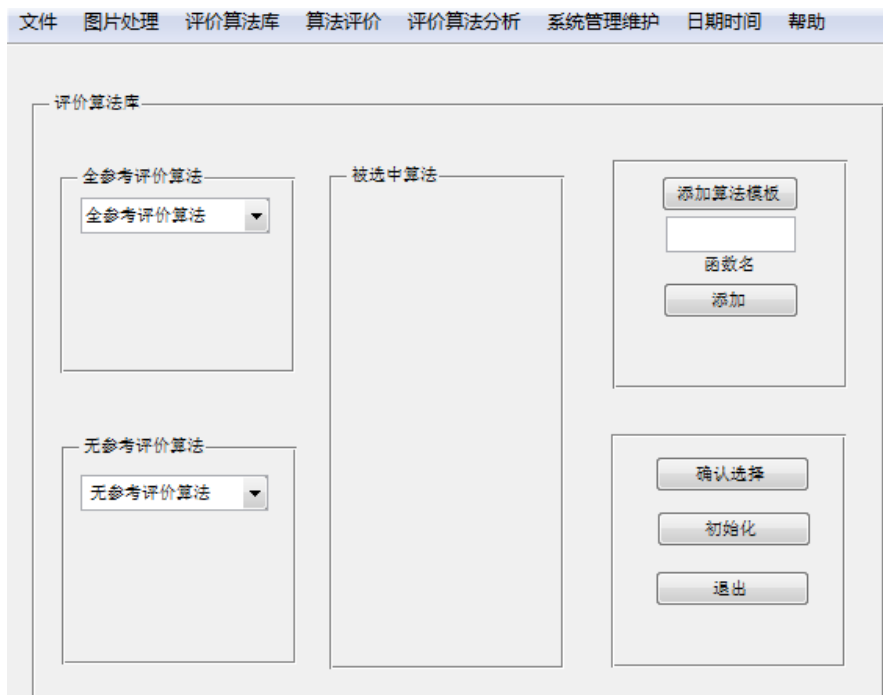 文件 图片处理 评价算法库 算法评价 评价算法分析 系统管理维护 日期时间 帮助
评价算法库
全参考评价算法
全参考评价算法
无参考评价算法
无参考评价算法
被选中算法
添加算法模板
函数名
添加
确认选择
初始化
退出